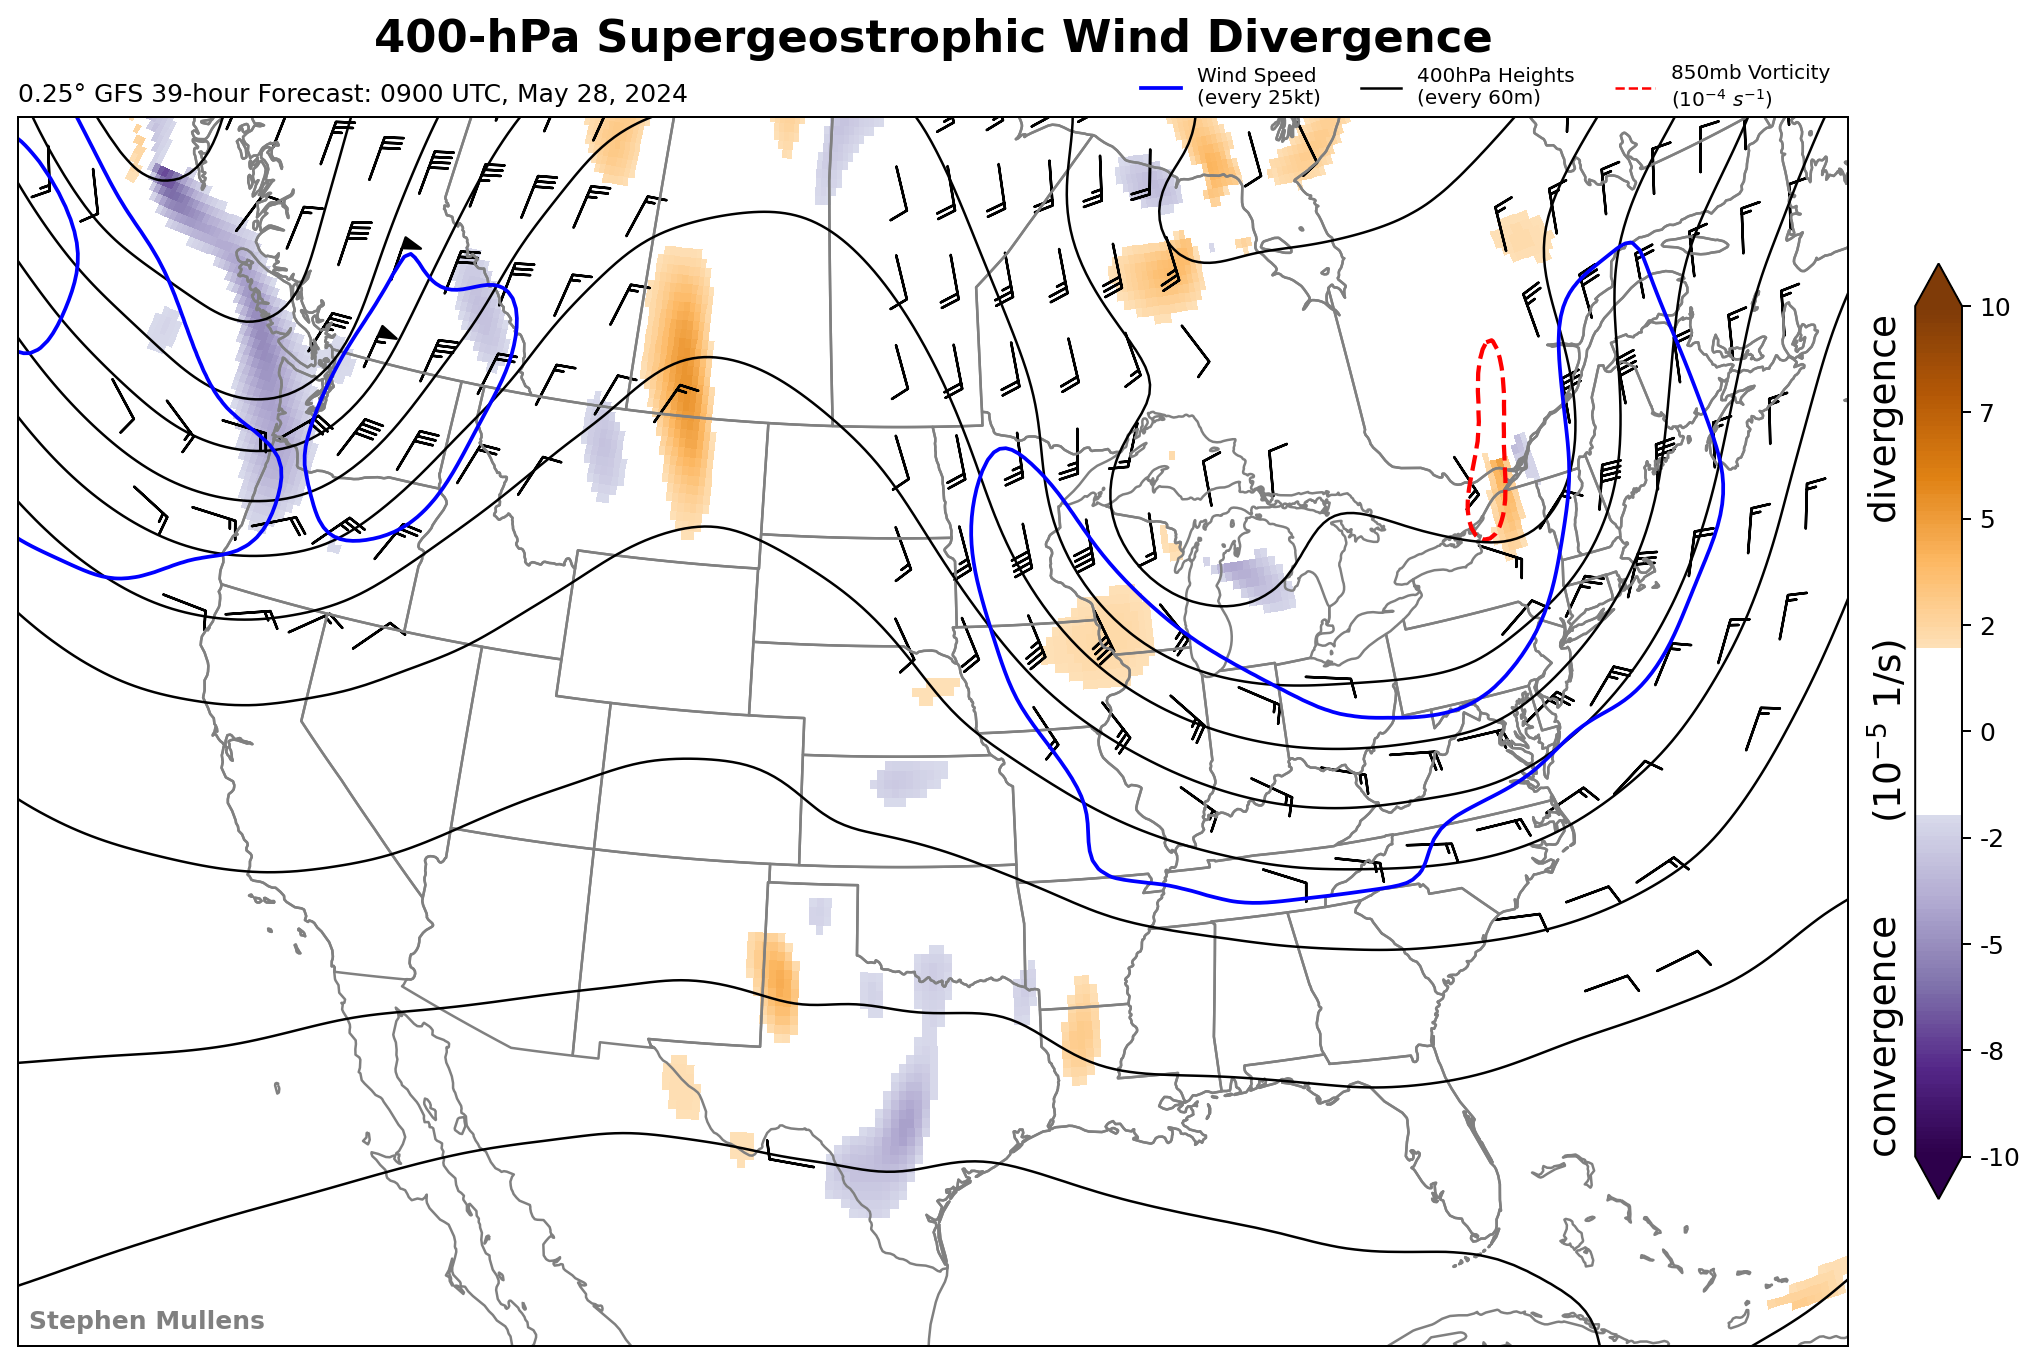 400-hPa Supergeostrophic Wind Divergence
0.25° GFS 39-hour Forecast: 0900 UTC, May 28, 2024
Wind Speed
(every 25kt)
400hPa Heights
(every 60m)
850mb Vorticity
(10⁻⁴ s⁻¹)
10
7
5
2
0
-2
-5
-8
-10
convergence (10⁻⁵ 1/s) divergence
Stephen Mullens